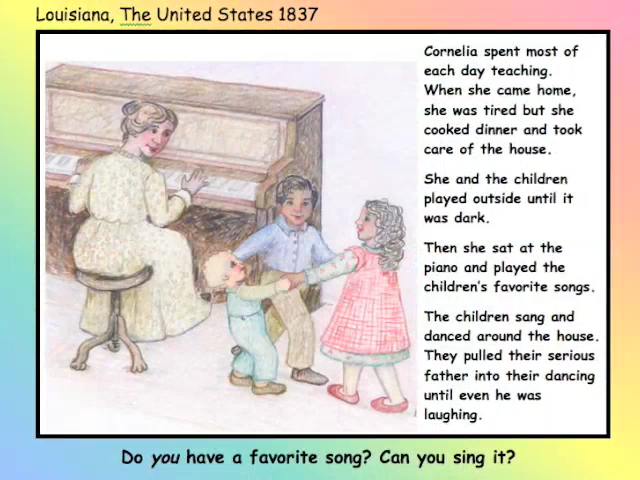 Louisiana, The United States 1837
Cornelia spent most of
each day teaching.
When she came home,
she was tired but she
cooked dinner and took
care of the house.
She and the children
played outside until it
was dark.
Then she sat at the
piano and played the
children's favorite songs.
The children sang and
danced around the house.
They pulled their serious
father into their dancing
until even he was
laughing.
Do you have a favorite song? Can you sing it?